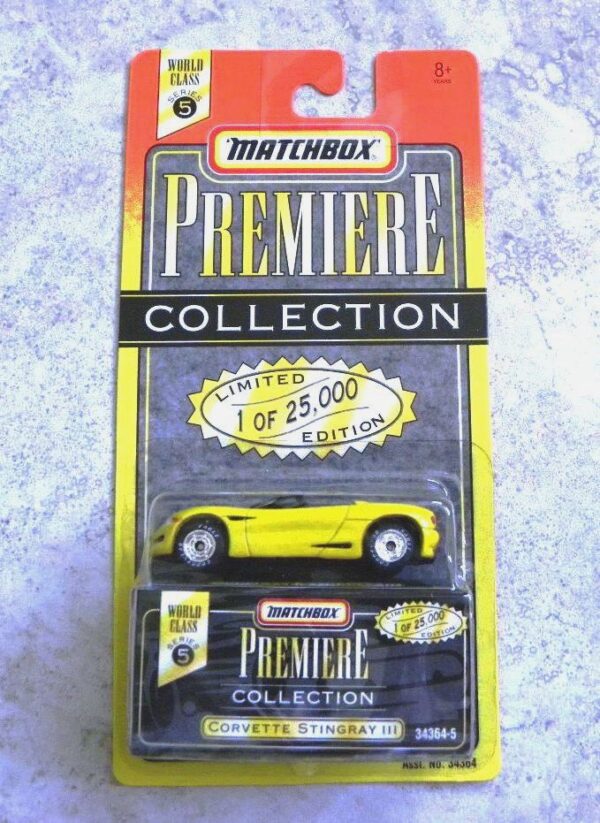 WORLD
CLASS
SERIES
5
8+
YEARS
MATCHBOX
PREMIERE
COLLECTION
LIMITED
1 OF 25,000
EDITION
WORLD
CLASS
SERIES
5
MATCHBOX
LIMITED
1 OF 25,000
EDITION
PREMIERE
COLLECTION
CORVETTE STINGRAY III
34364-5
ASST. NO. 34364